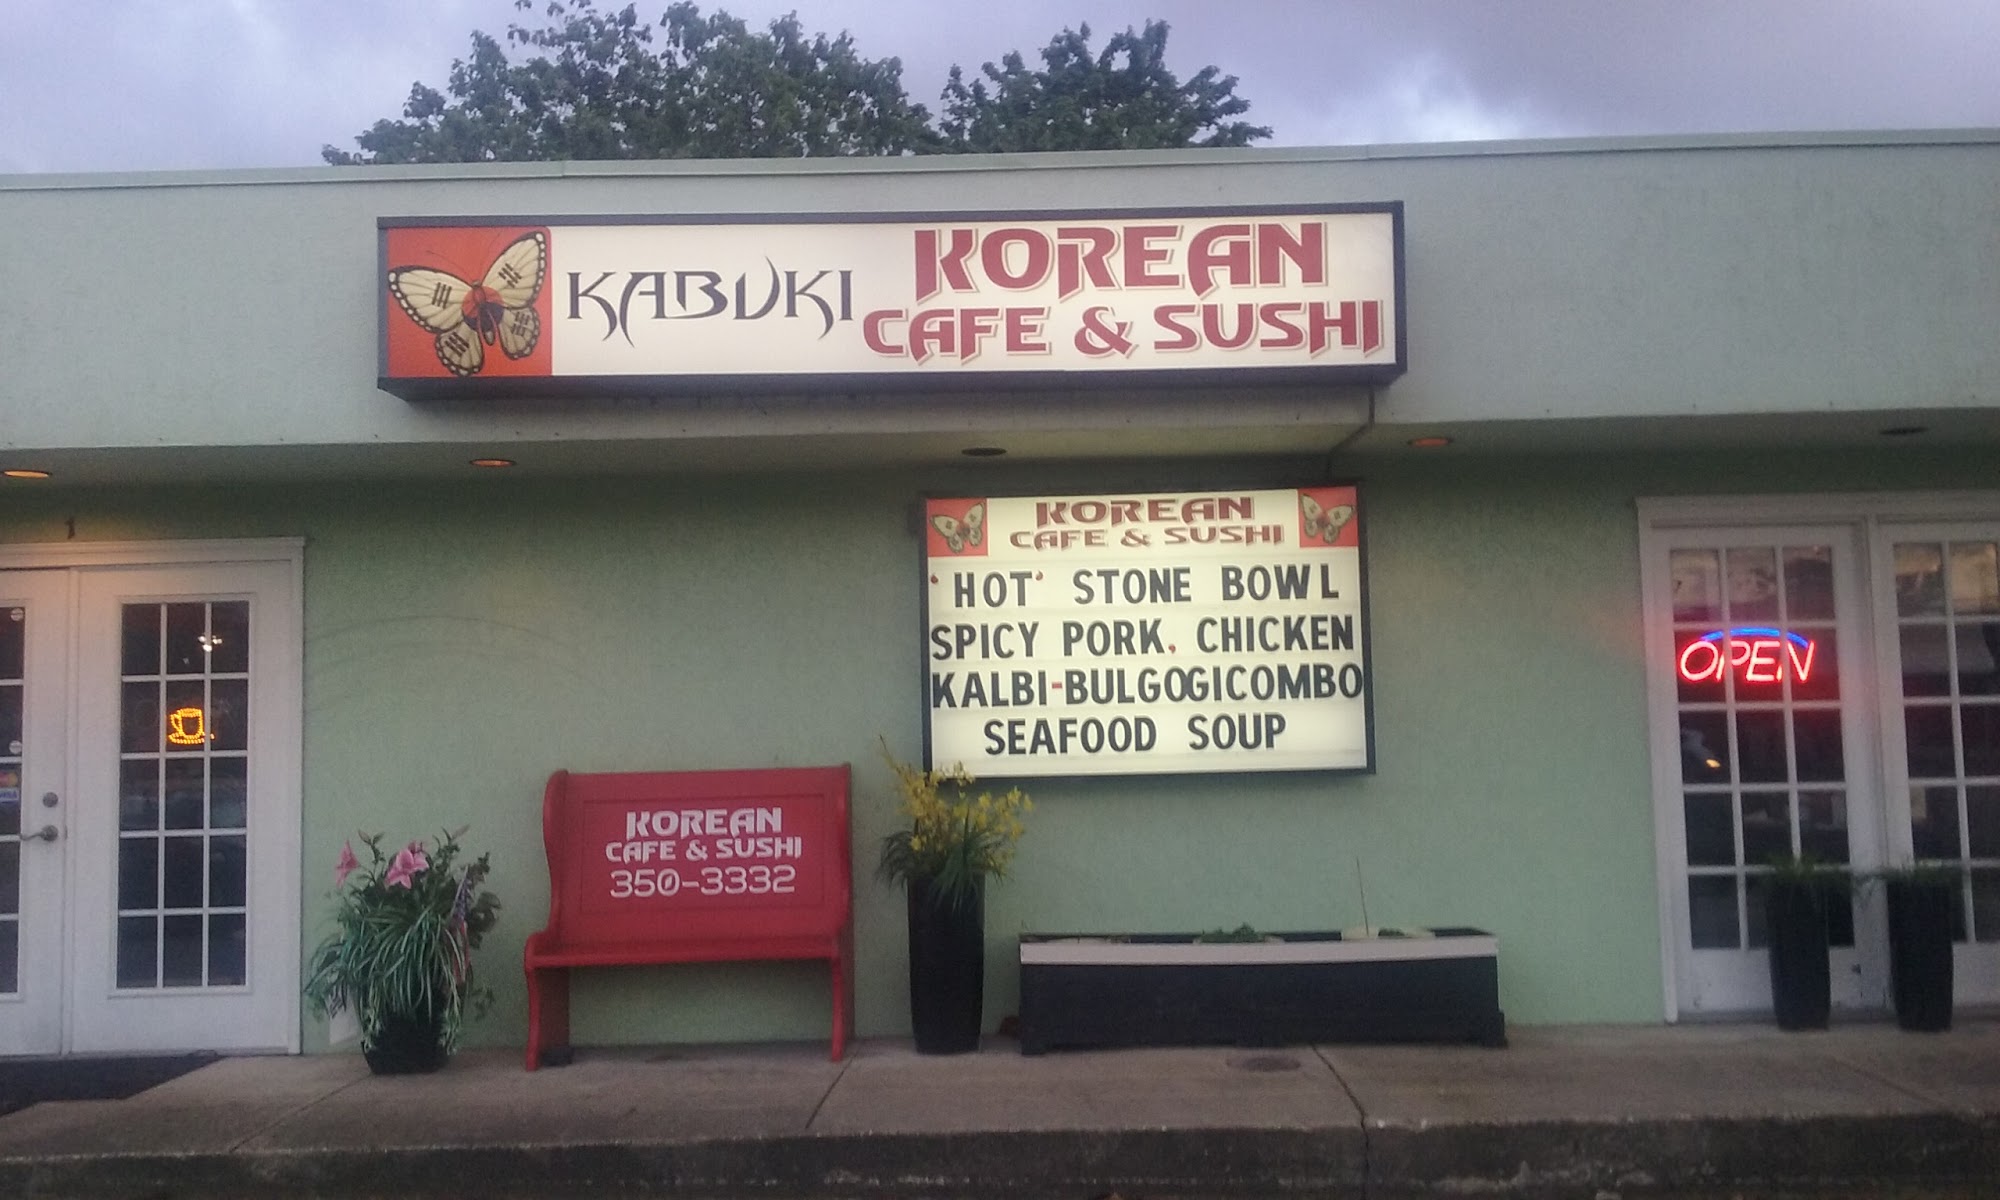 KABUKI
KOREAN
CAFE & SUSHI
KOREAN
CAFE & SUSHI
'HOT' STONE BOWL
SPICY PORK, CHICKEN
KALBI-BULGOGICOMBO
SEAFOOD SOUP
OPEN
KOREAN
CAFE & SUSHI
350-3332